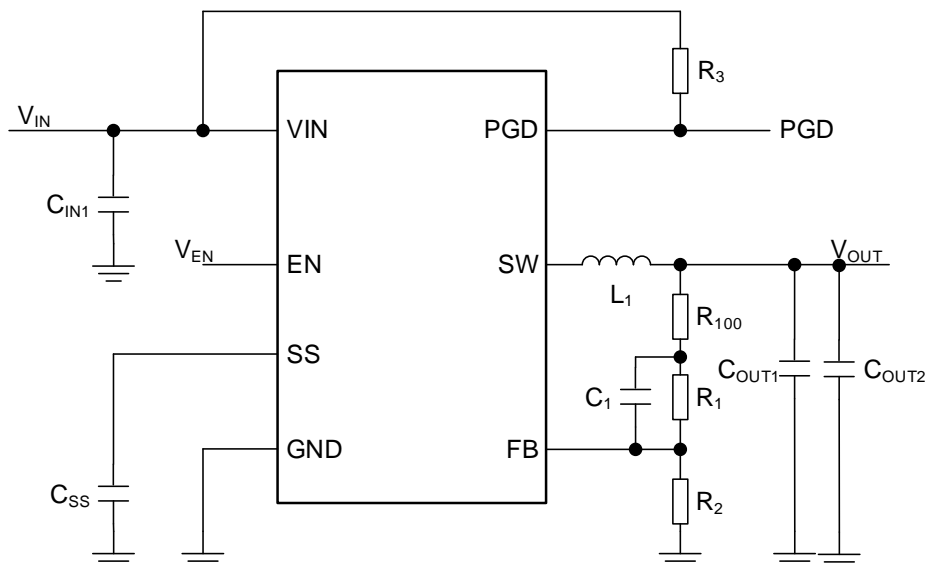 R3
VIN
VIN
PGD
PGD
CIN1
VEN
EN
SW
VOUT
L1
R100
SS
COUT1
COUT2
C1
R1
GND
FB
CSS
R2